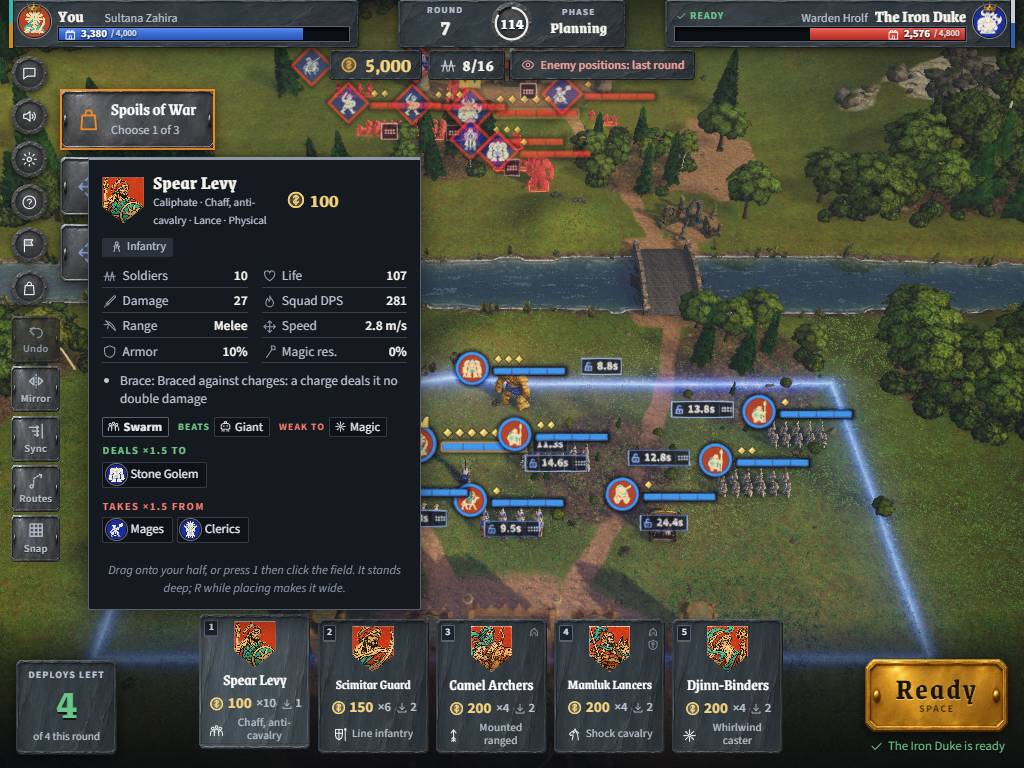 You Sultana Zahira
3,380 / 4,000
ROUND
7
114
PHASE
Planning
READY
Warden Hrolf The Iron Duke
2,576 / 4,800
5,000
8/16
Enemy positions: last round
Spoils of War
Choose 1 of 3
Spear Levy
Caliphate · Chaff, anti-
cavalry · Lance · Physical
100
Infantry
Soldiers 10
Life 107
Damage 27
Squad DPS 281
Range Melee
Speed 2.8 m/s
Armor 10%
Magic res. 0%
• Brace: Braced against charges: a charge deals it no
double damage
Swarm BEATS Giant WEAK TO Magic
DEALS ×1.5 TO
Stone Golem
TAKES ×1.5 FROM
Mages Clerics
Drag onto your half, or press 1 then click the field. It stands
deep; R while placing makes it wide.
Undo
Mirror
Sync
Routes
Snap
8.8s
13.8s
11.3s
14.6s
12.8s
9.5s
24.4s
DEPLOYS LEFT
4
of 4 this round
1
Spear Levy
100 ×10 1
Chaff, anti-
cavalry
2
Scimitar Guard
150 ×6 2
Line infantry
3
Camel Archers
200 ×4 2
Mounted
ranged
4
Mamluk Lancers
200 ×4 2
Shock cavalry
5
Djinn-Binders
200 ×4 2
Whirlwind
caster
Ready
SPACE
The Iron Duke is ready